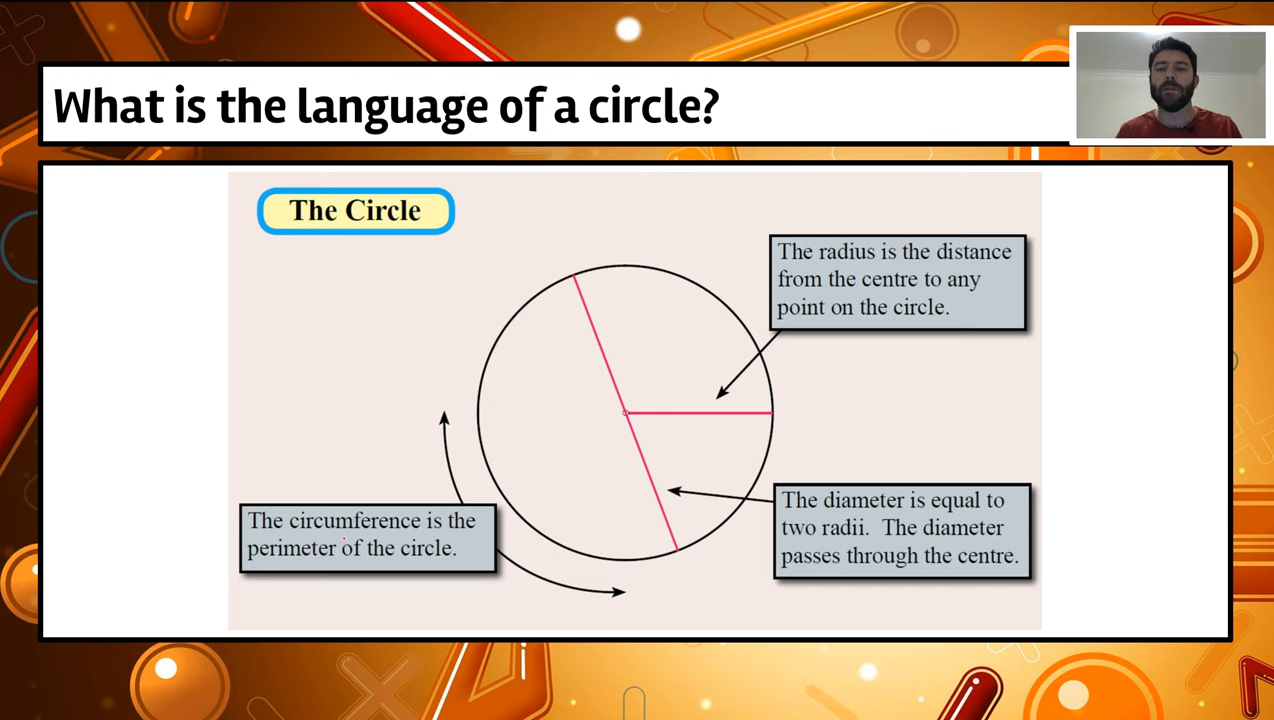 What is the language of a circle?
The Circle
The radius is the distance
from the centre to any
point on the circle.
The circumference is the
perimeter of the circle.
The diameter is equal to
two radii. The diameter
passes through the centre.